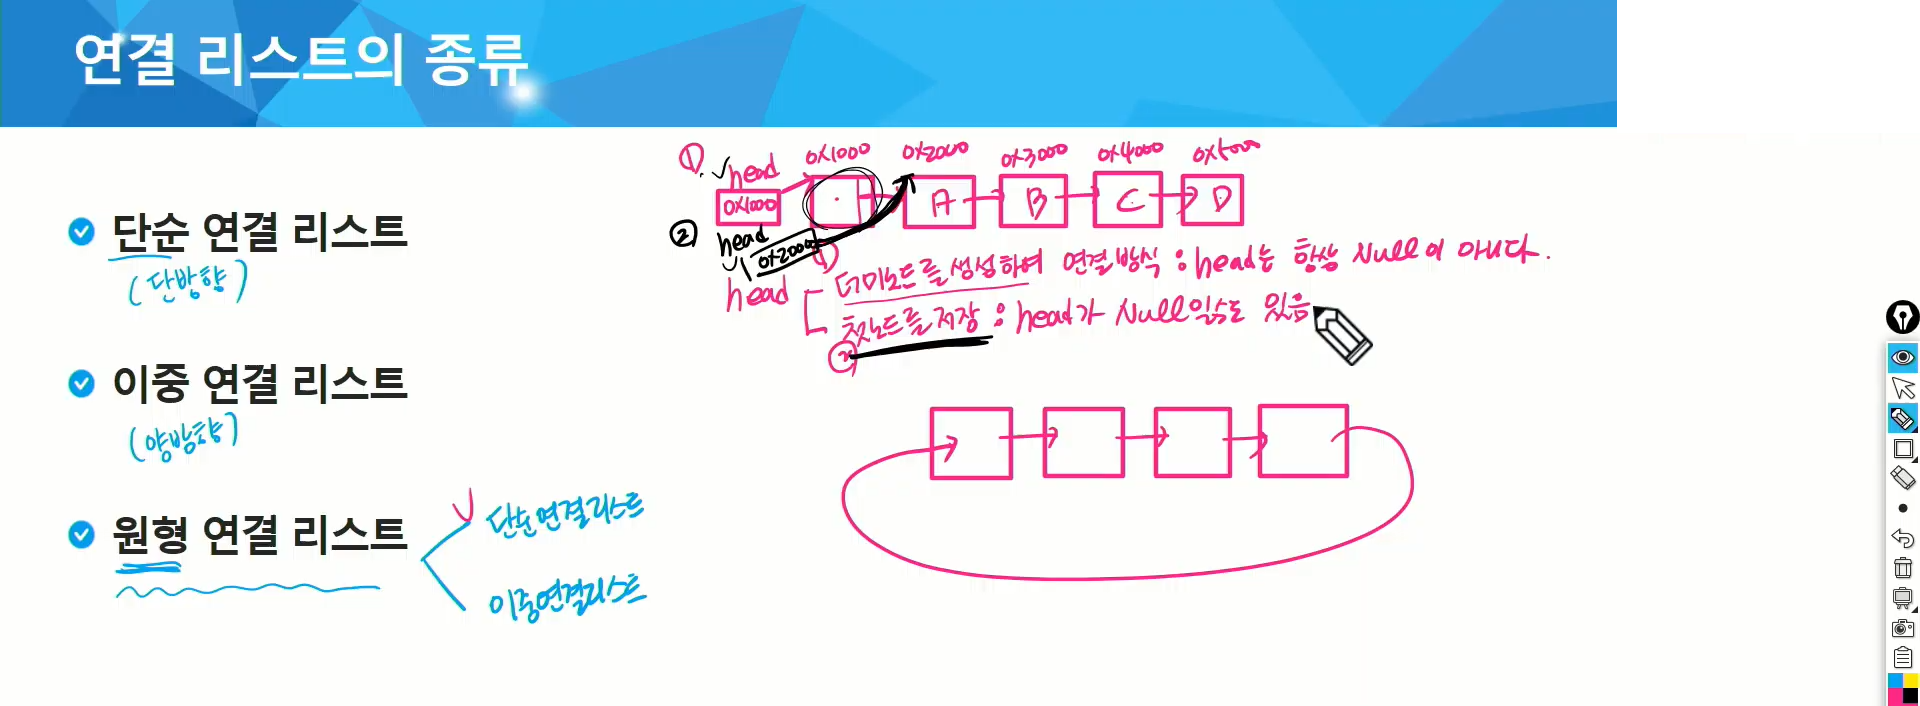 연결 리스트의 종류
① head 0x1000 0x2000 0x3000 0x4000 0x5000
0x1000 A B C D
② head 0x2000
head ① 더미노드를 생성하여 연결방식 : head는 항상 Null이 아니다.
첫노드를 저장 : head가 Null일수도 있음
②
단순 연결 리스트
(단방향)
이중 연결 리스트
(양방향)
원형 연결 리스트
단순연결리스트
이중연결리스트